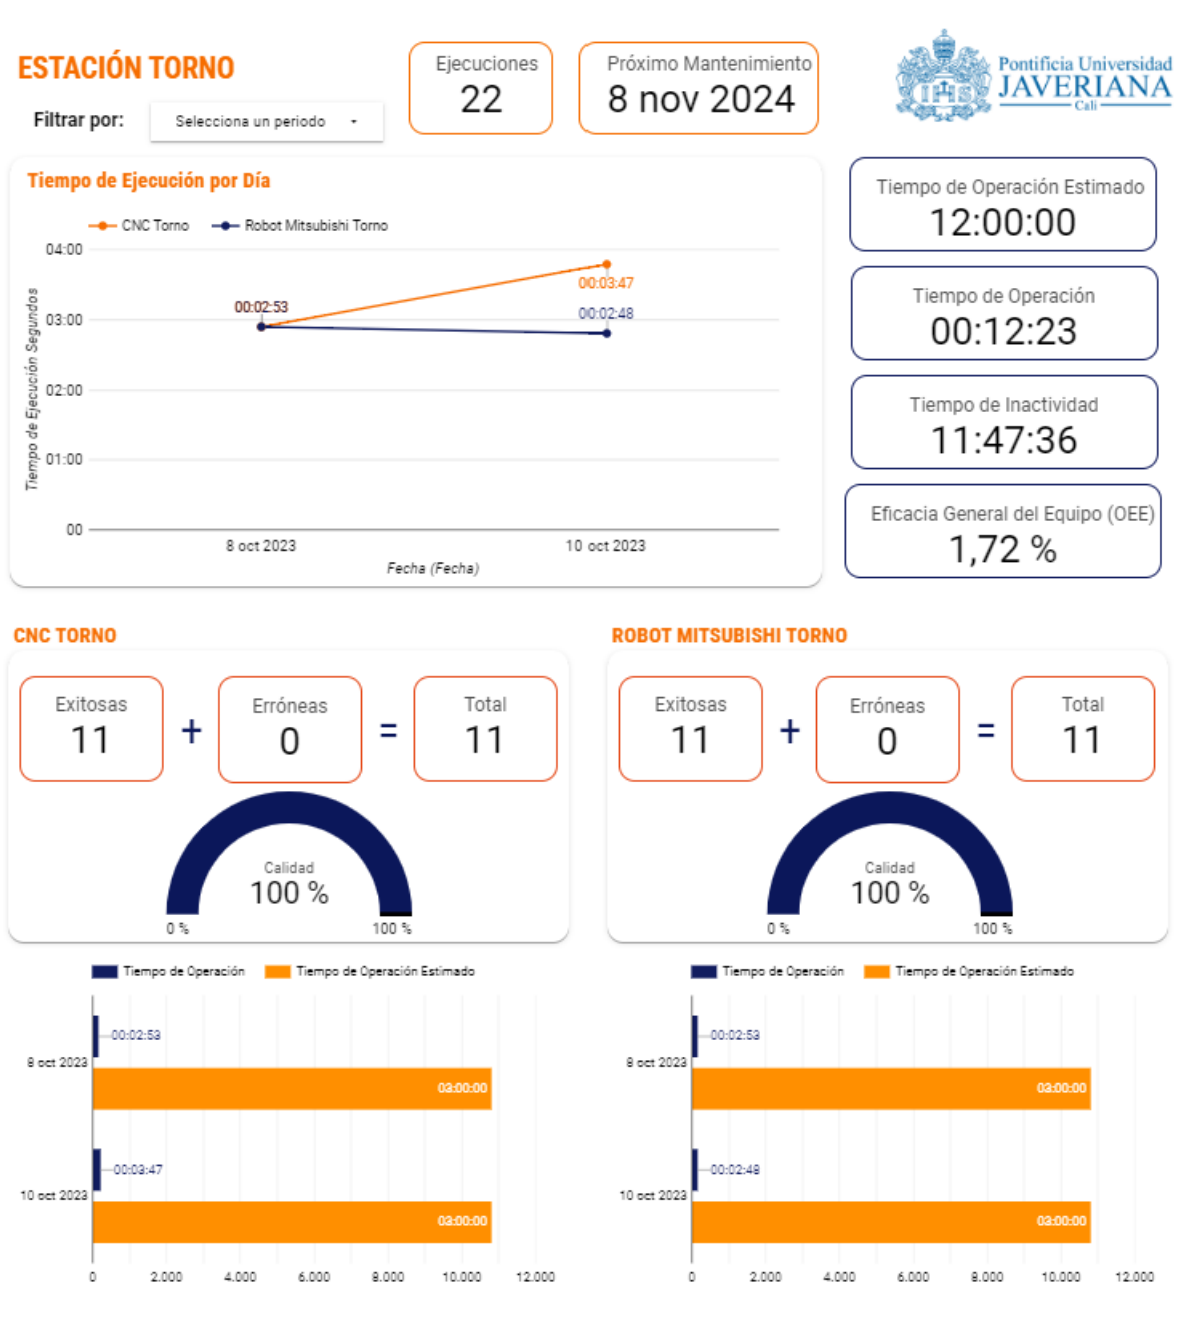 ESTACIÓN TORNO
Filtrar por:
Selecciona un periodo
Ejecuciones
22
Próximo Mantenimiento
8 nov 2024
IHS
Pontificia Universidad
JAVERIANA
Cali
Tiempo de Ejecución por Día
CNC Torno
Robot Mitsubishi Torno
04:00
03:00
02:00
01:00
00
Tiempo de Ejecución Segundos
00:02:53
00:03:47
00:02:48
8 oct 2023
10 oct 2023
Fecha (Fecha)
Tiempo de Operación Estimado
12:00:00
Tiempo de Operación
00:12:23
Tiempo de Inactividad
11:47:36
Eficacia General del Equipo (OEE)
1,72 %
CNC TORNO
Exitosas
11
+
Erróneas
0
=
Total
11
Calidad
100 %
0 %
100 %
Tiempo de Operación
Tiempo de Operación Estimado
8 oct 2023
00:02:53
03:00:00
10 oct 2023
00:03:47
03:00:00
0 2.000 4.000 6.000 8.000 10.000 12.000
ROBOT MITSUBISHI TORNO
Exitosas
11
+
Erróneas
0
=
Total
11
Calidad
100 %
0 %
100 %
Tiempo de Operación
Tiempo de Operación Estimado
8 oct 2023
00:02:53
03:00:00
10 oct 2023
00:02:48
03:00:00
0 2.000 4.000 6.000 8.000 10.000 12.000